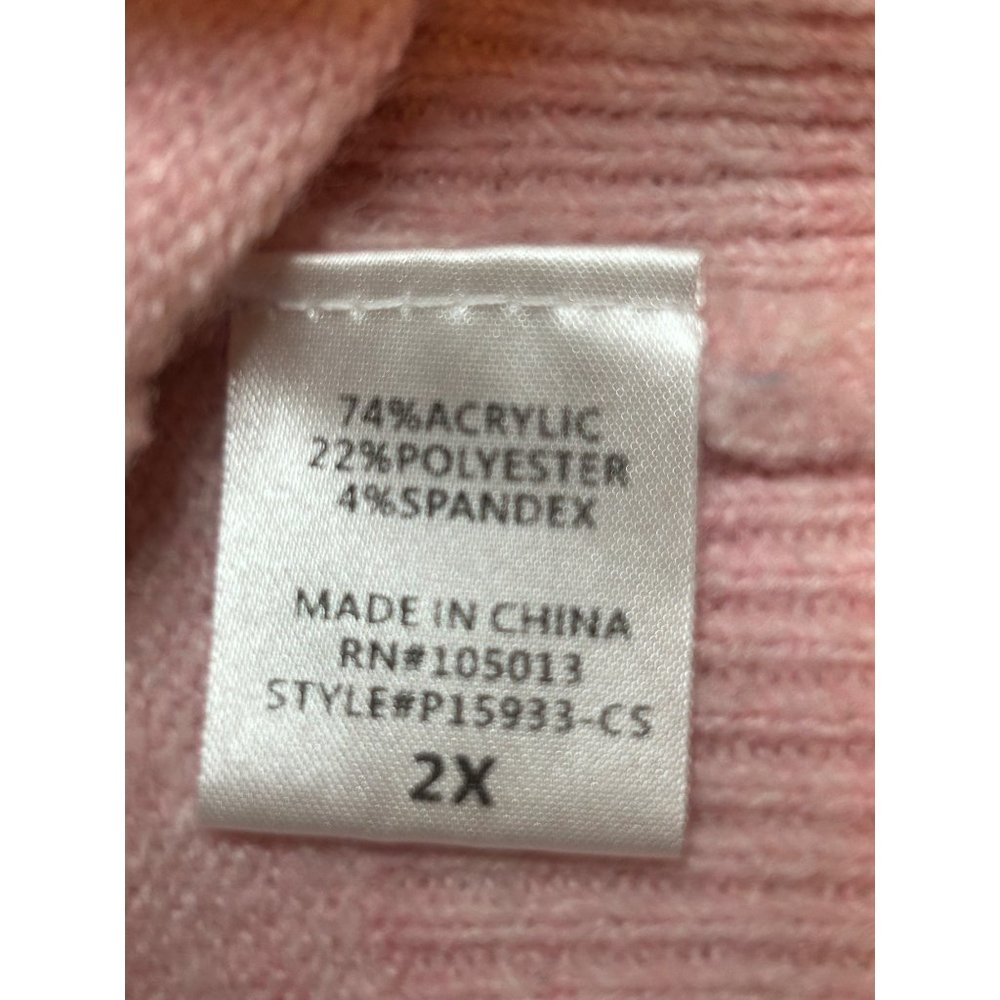 74%ACRYLIC
22%POLYESTER
4%SPANDEX
MADE IN CHINA
RN#105013
STYLE#P15933-CS
2X